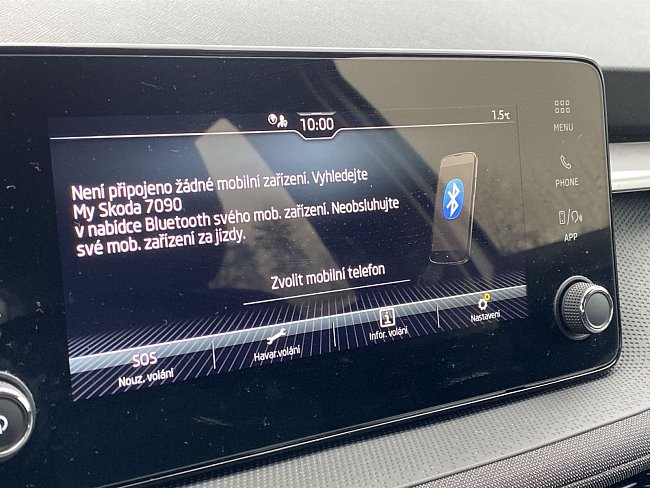 10:00
1.5°C
Není připojeno žádné mobilní zařízení. Vyhledejte
My Skoda 7090
v nabídce Bluetooth svého mob. zařízení. Neobsluhujte
své mob. zařízení za jízdy.
Zvolit mobilní telefon
SOS
Nouz. volání
Havar.volání
Infor. volání
Nastavení
MENU
PHONE
APP